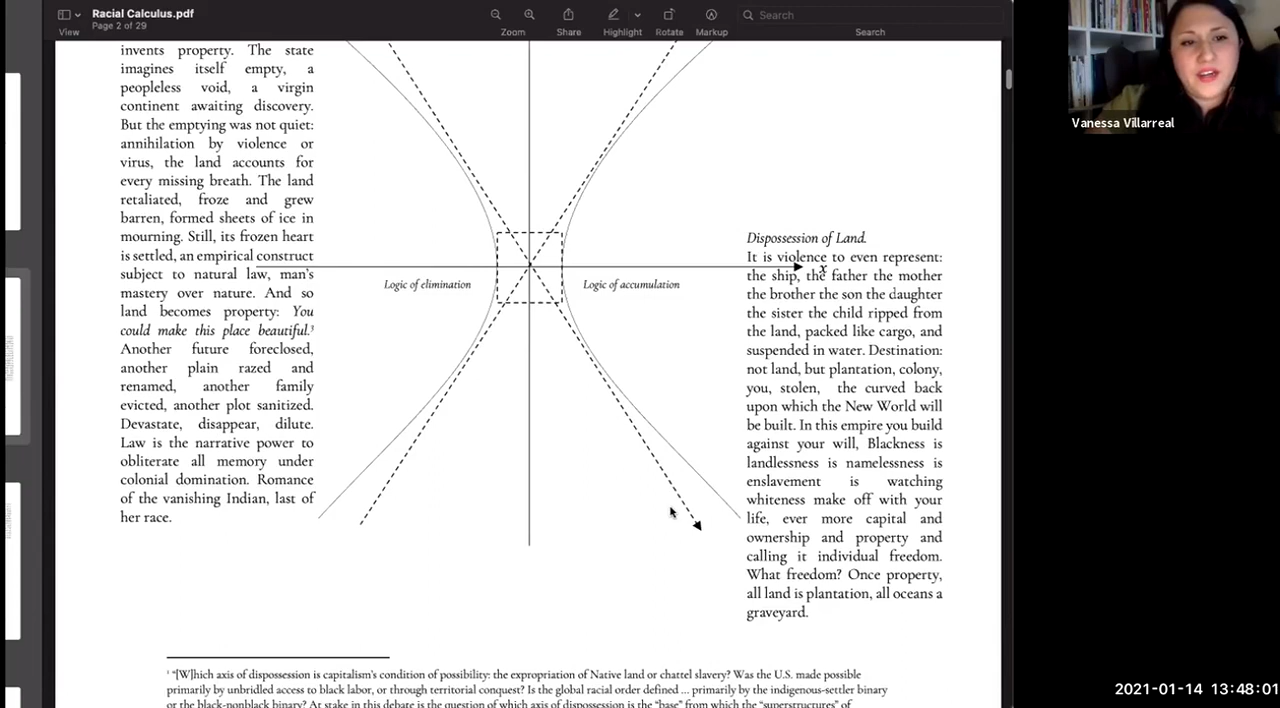 Racial Calculus.pdf
Page 2 of 29
View
Zoom
Share
Highlight
Rotate
Markup
Search
Search
invents property. The state
imagines itself empty, a
peopleless void, a virgin
continent awaiting discovery.
But the emptying was not quiet:
annihilation by violence or
virus, the land accounts for
every missing breath. The land
retaliated, froze and grew
barren, formed sheets of ice in
mourning. Still, its frozen heart
is settled, an empirical construct
subject to natural law, man's
mastery over nature. And so
land becomes property: You
could make this place beautiful.³
Another future foreclosed,
another plain razed and
renamed, another family
evicted, another plot sanitized.
Devastate, disappear, dilute.
Law is the narrative power to
obliterate all memory under
colonial domination. Romance
of the vanishing Indian, last of
her race.
Logic of elimination
Logic of accumulation
x
Dispossession of Land.
It is violence to even represent:
the ship, the father the mother
the brother the son the daughter
the sister the child ripped from
the land, packed like cargo, and
suspended in water. Destination:
not land, but plantation, colony,
you, stolen, the curved back
upon which the New World will
be built. In this empire you build
against your will, Blackness is
landlessness is namelessness is
enslavement is watching
whiteness make off with your
life, ever more capital and
ownership and property and
calling it individual freedom.
What freedom? Once property,
all land is plantation, all oceans a
graveyard.
¹ "[W]hich axis of dispossession is capitalism's condition of possibility: the expropriation of Native land or chattel slavery? Was the U.S. made possible
primarily by unbridled access to black labor, or through territorial conquest? Is the global racial order defined ... primarily by the indigenous-settler binary
or the black-nonblack binary? At stake in this debate is the question of which axis of dispossession is the "base" from which the "superstructures" of
Vanessa Villarreal
2021-01-14 13:48:01